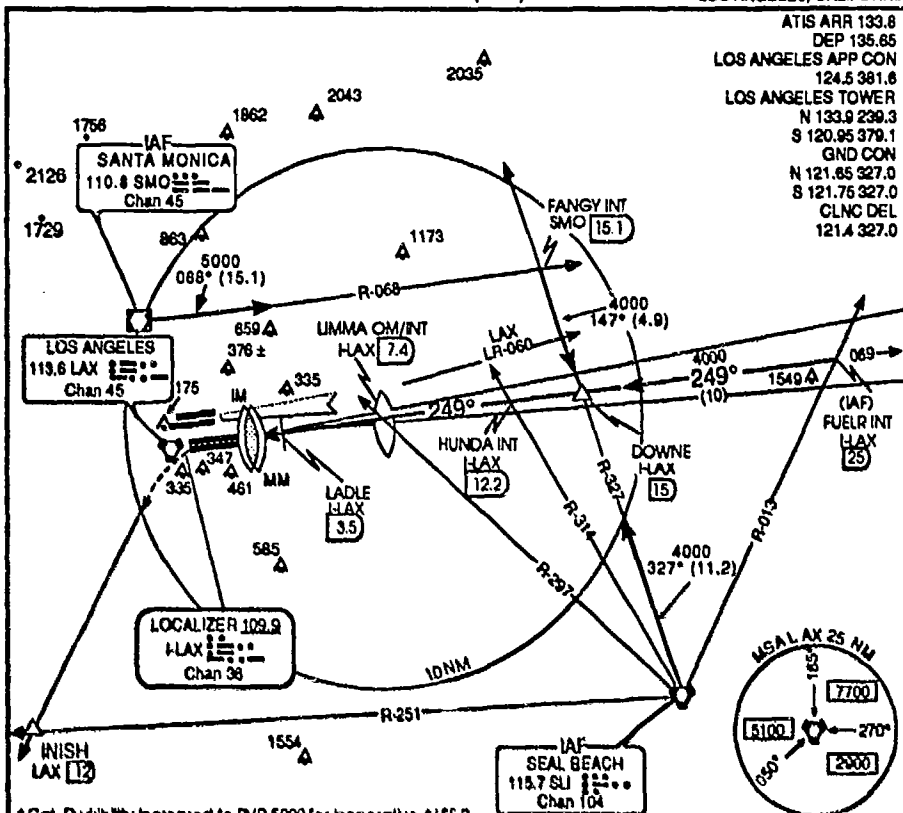 ATIS ARR 133.8
DEP 135.65
LOS ANGELES APP CON
124.5 381.6
LOS ANGELES TOWER
N 133.9 239.3
S 120.95 379.1
GND CON
N 121.65 327.0
S 121.75 327.0
CLNC DEL
121.4 327.0
2035
2043
1862
1756
2126
1729
IAF
SANTA MONICA
110.8 SMO
Chan 45
863
1173
FANGY INT
SMO 15.1
5000
068° (15.1)
R-068
4000
147° (4.9)
LOS ANGELES
113.6 LAX
Chan 45
659
376 ±
335
175
LIMMA OM/INT
I-LAX 7.4
LAX
LR-060
4000
249°
(10)
069
1549
(IAF)
FUELR INT
I-LAX
25
249°
IM
MM
347
335
461
LADLE
I-LAX
3.5
HUNDA INT
I-LAX
12.2
DOWNE
I-LAX
15
R-327
R-314
R-013
R-297
4000
327° (11.2)
585
LOCALIZER 109.9
I-LAX
Chan 36
10 NM
R-251
INISH
LAX 12
1554
IAF
SEAL BEACH
115.7 SLI
Chan 104
MSA LAX 25 NM
165°
7700
5100
270°
050°
2900